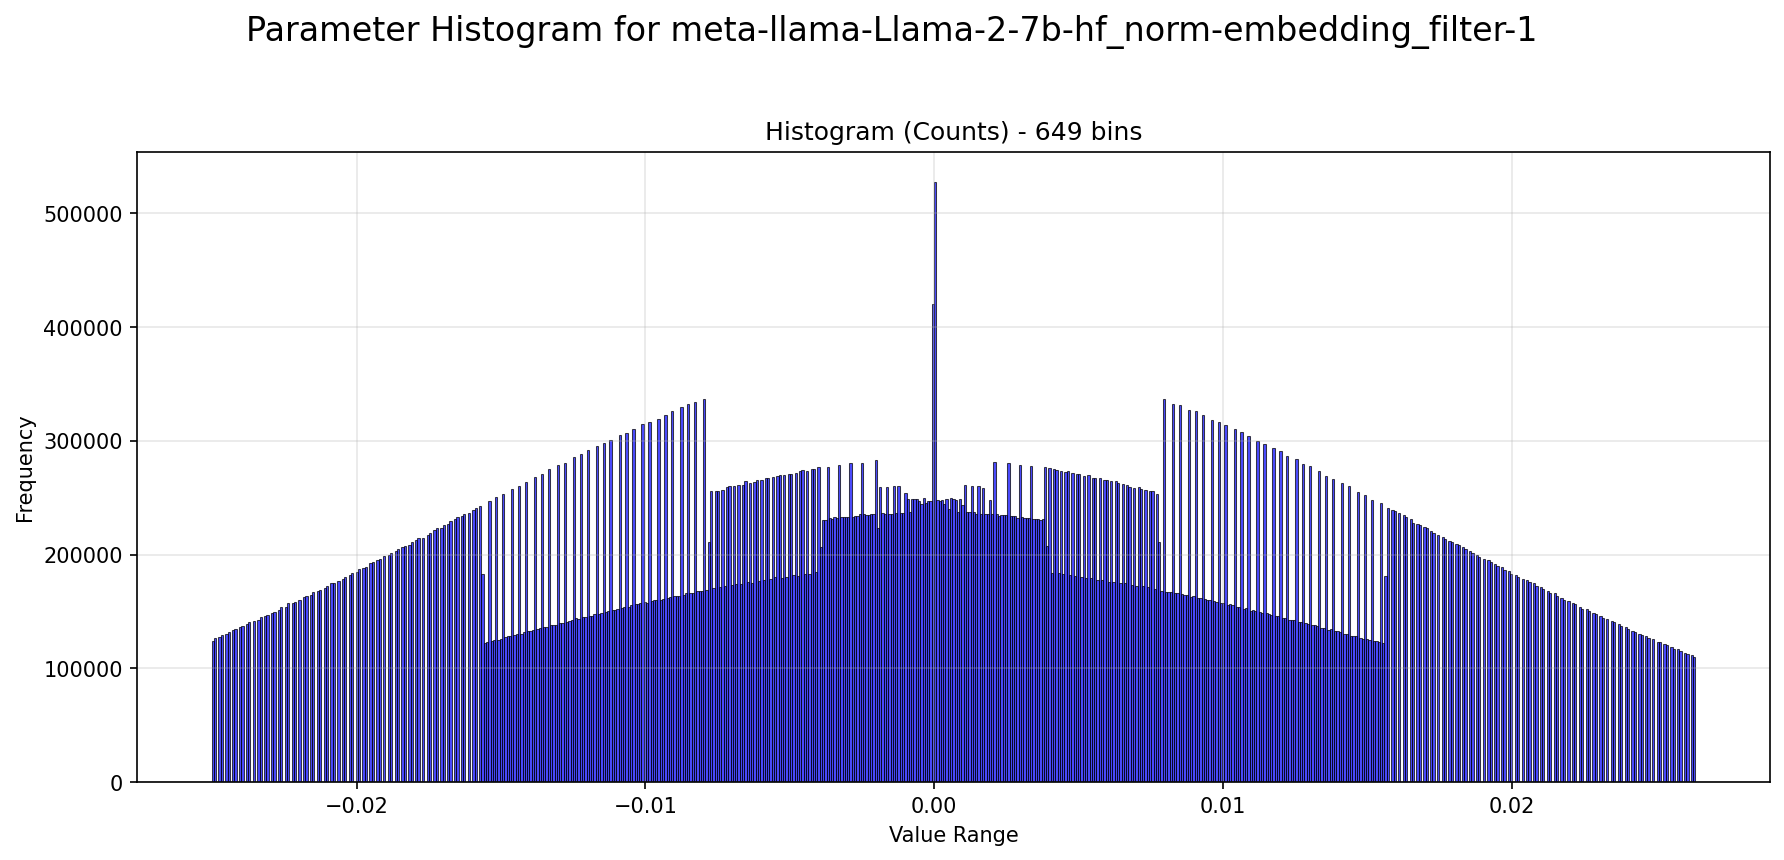 Parameter Histogram for meta-llama-Llama-2-7b-hf_norm-embedding_filter-1
Histogram (Counts) - 649 bins
500000
400000
300000
200000
100000
0
Frequency
−0.02
−0.01
0.00
0.01
0.02
Value Range